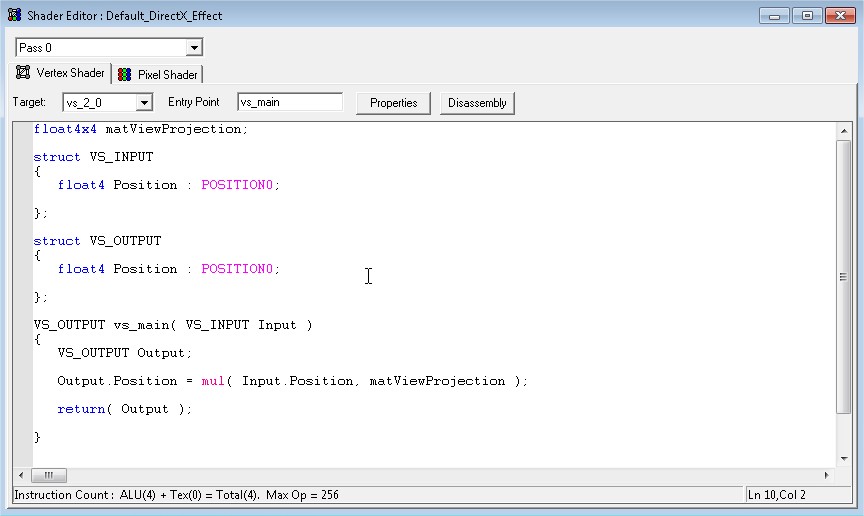 Shader Editor : Default_DirectX_Effect
Pass 0
Vertex Shader Pixel Shader
Target: vs_2_0 Entry Point vs_main Properties Disassembly
float4x4 matViewProjection;
struct VS_INPUT
{
float4 Position : POSITION0;
};
struct VS_OUTPUT
{
float4 Position : POSITION0;
};
VS_OUTPUT vs_main( VS_INPUT Input )
{
VS_OUTPUT Output;
Output.Position = mul( Input.Position, matViewProjection );
return( Output );
}
Instruction Count : ALU(4) + Tex(0) = Total(4). Max Op = 256 Ln 10,Col 2